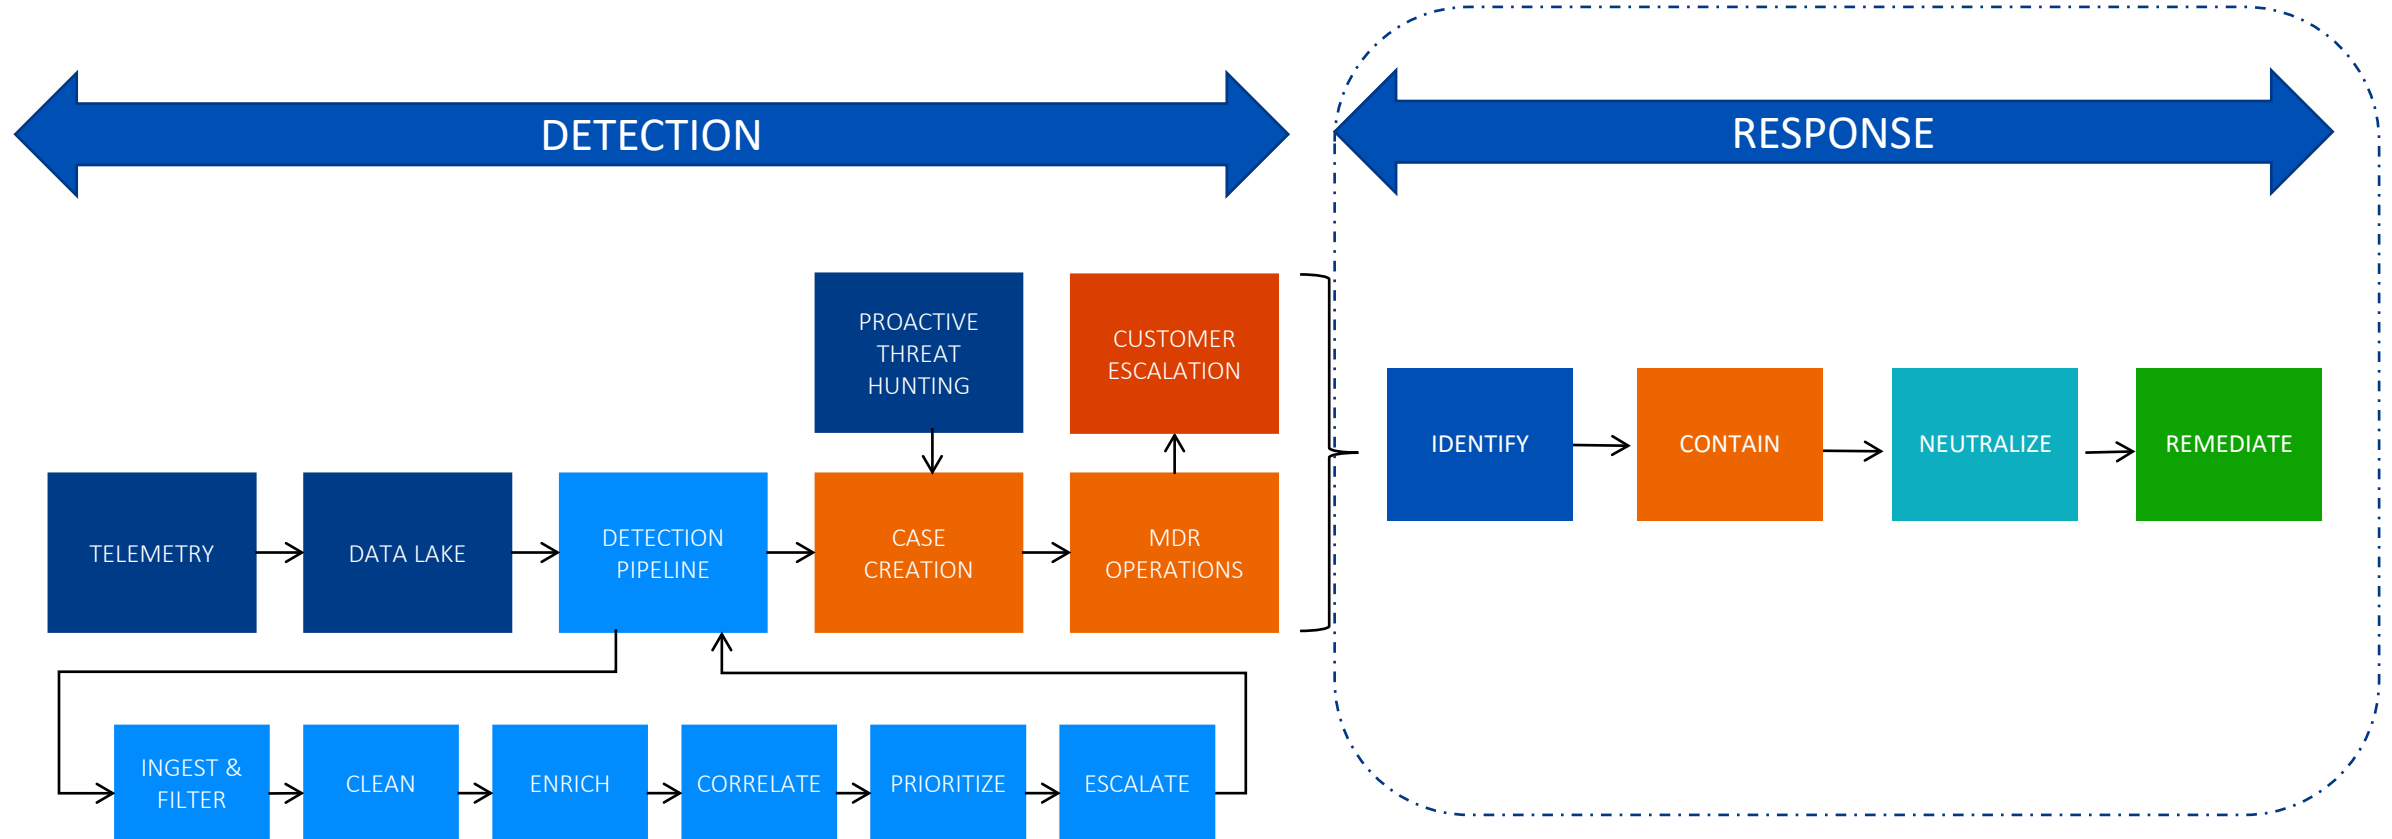 DETECTION
RESPONSE
PROACTIVE
THREAT
HUNTING
CUSTOMER
ESCALATION
IDENTIFY
CONTAIN
NEUTRALIZE
REMEDIATE
TELEMETRY
DATA LAKE
DETECTION
PIPELINE
CASE
CREATION
MDR
OPERATIONS
INGEST &
FILTER
CLEAN
ENRICH
CORRELATE
PRIORITIZE
ESCALATE